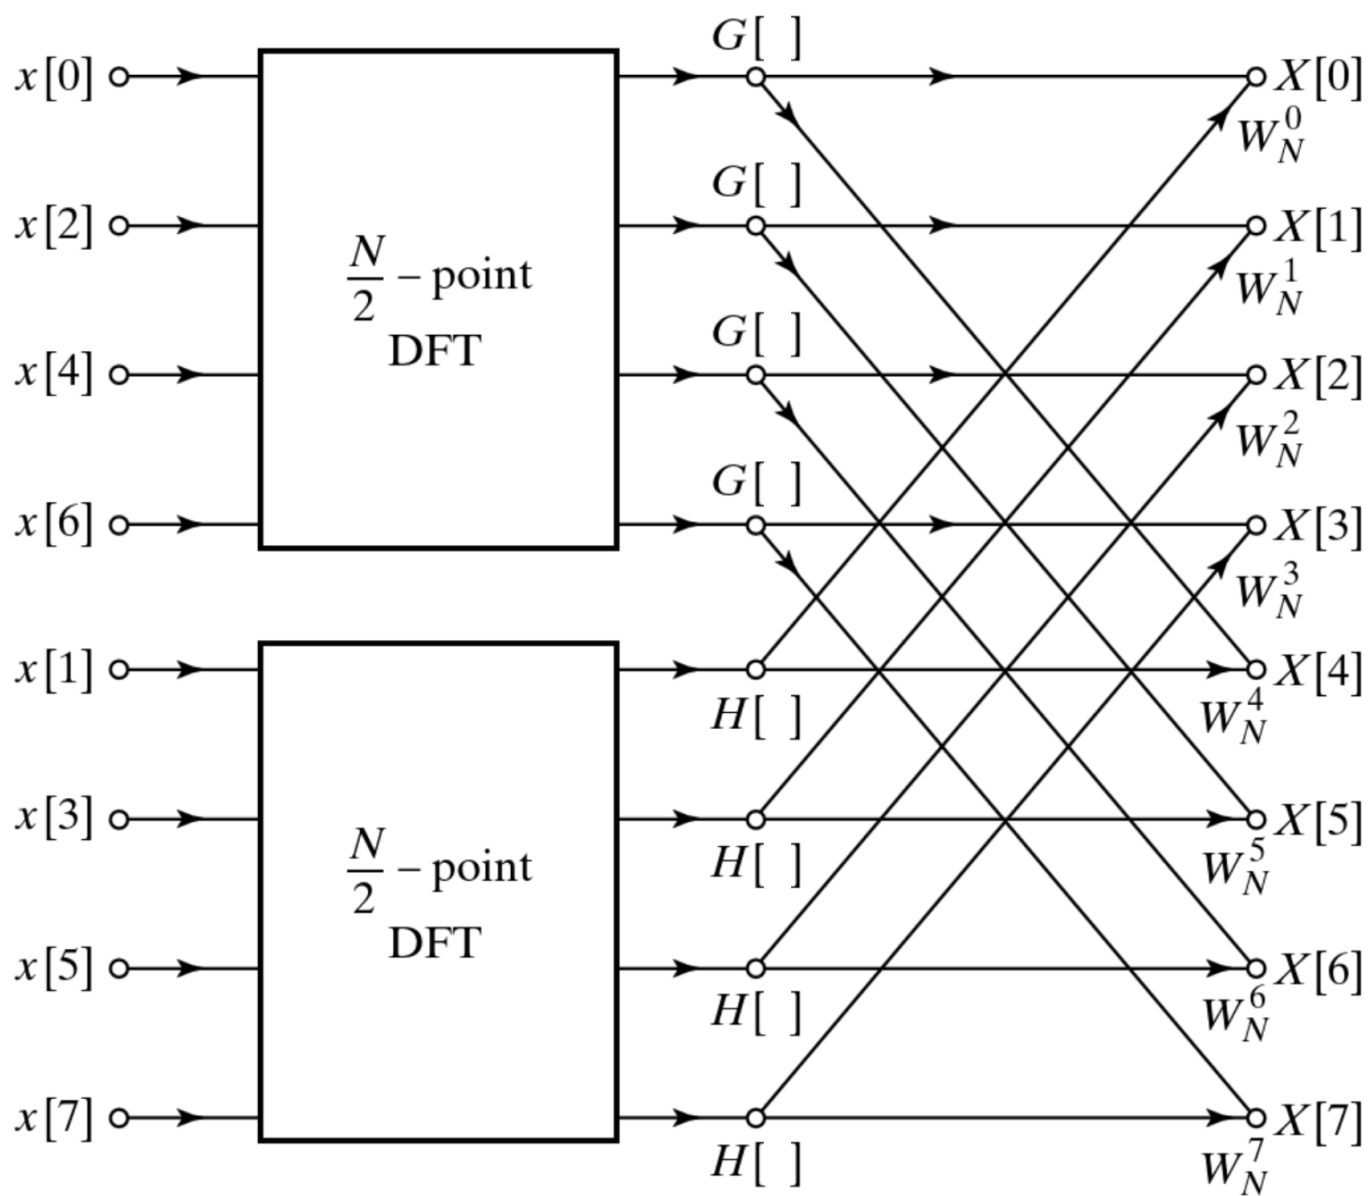 G[ ]
x[0] X[0]
W_N^0
G[ ]
x[2] X[1]
N/2 – point
DFT
W_N^1
G[ ]
x[4] X[2]
W_N^2
G[ ]
x[6] X[3]
W_N^3
x[1] X[4]
H[ ] W_N^4
x[3] X[5]
N/2 – point
DFT
H[ ] W_N^5
x[5] X[6]
H[ ] W_N^6
x[7] X[7]
H[ ] W_N^7